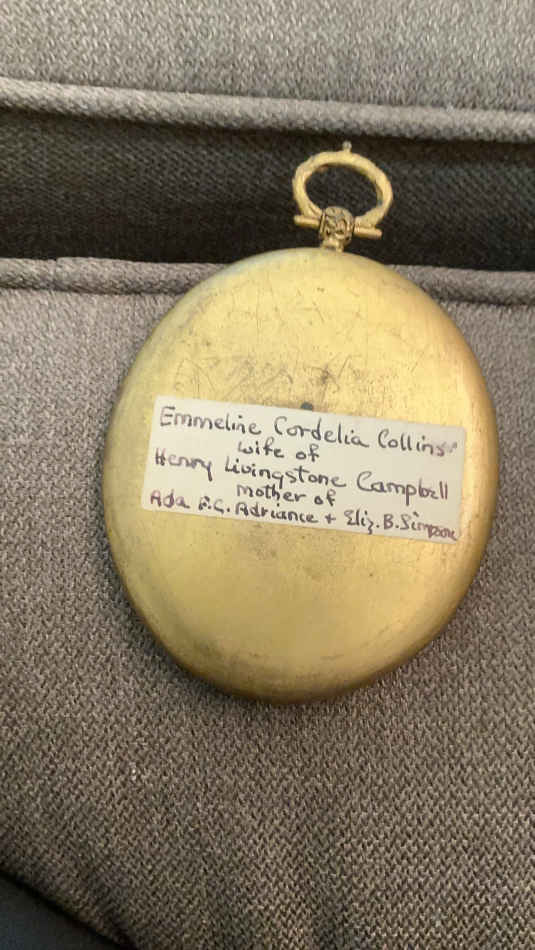 Emmeline Cordelia Collins
wife of
Henry Livingstone Campbell
mother of
Ada F.C. Adriance + Eliz. B. Simpson